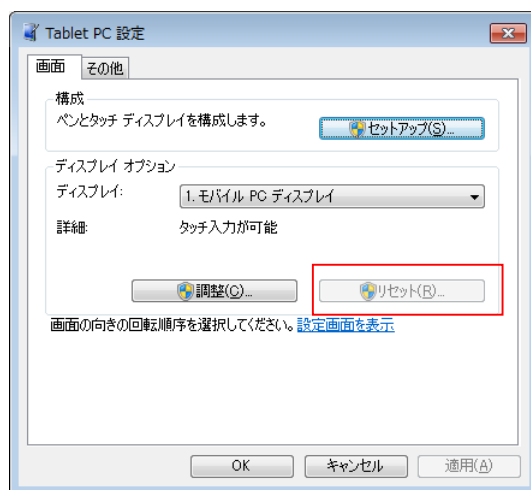 Tablet PC 設定
画面 その他
構成
ペンとタッチ ディスプレイを構成します。 セットアップ(S)...
ディスプレイ オプション
ディスプレイ: 1. モバイル PC ディスプレイ
詳細: タッチ入力が可能
調整(C)... リセット(R)...
画面の向きの回転順序を選択してください。設定画面を表示
OK キャンセル 適用(A)